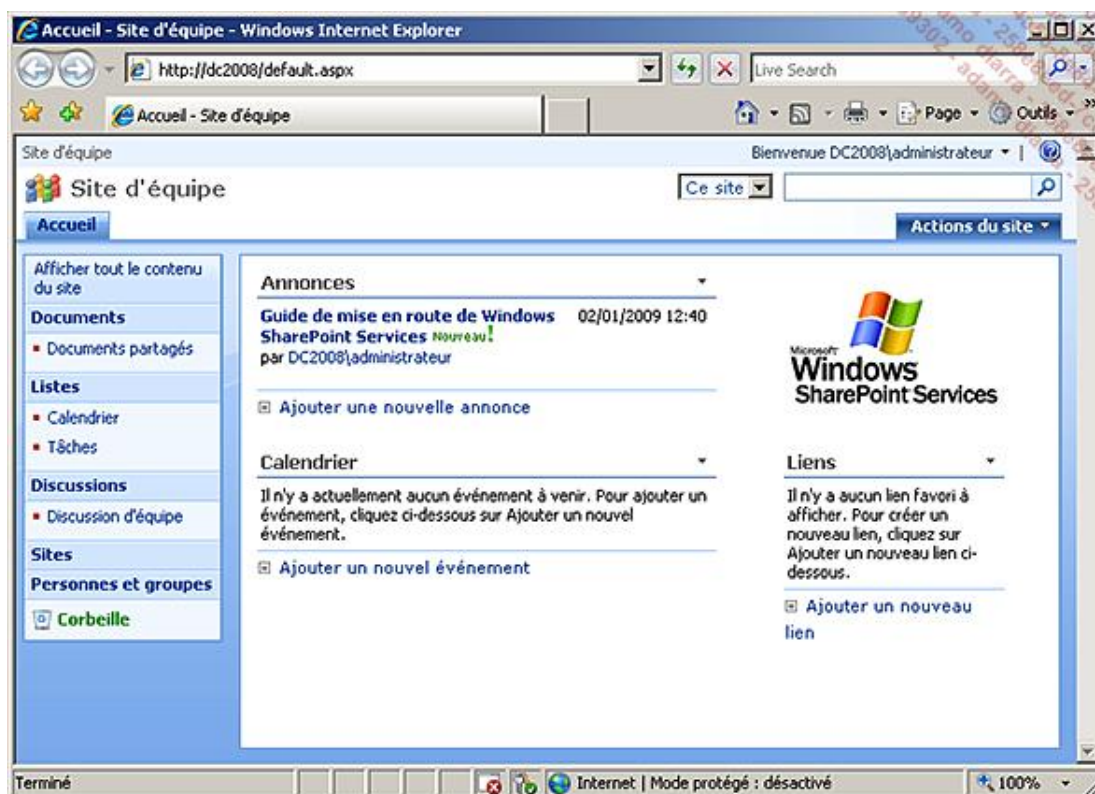 Accueil - Site d'équipe - Windows Internet Explorer
http://dc2008/default.aspx
Live Search
Accueil - Site d'équipe
Page
Outils
Site d'équipe
Bienvenue DC2008\administrateur
Site d'équipe
Ce site
Accueil
Actions du site
Afficher tout le contenu
du site
Documents
Documents partagés
Listes
Calendrier
Tâches
Discussions
Discussion d'équipe
Sites
Personnes et groupes
Corbeille
Annonces
Guide de mise en route de Windows 02/01/2009 12:40
SharePoint Services Nouveau!
par DC2008\administrateur
Ajouter une nouvelle annonce
Calendrier
Il n'y a actuellement aucun événement à venir. Pour ajouter un
événement, cliquez ci-dessous sur Ajouter un nouvel
événement.
Ajouter un nouvel événement
Microsoft
Windows
SharePoint Services
Liens
Il n'y a aucun lien favori à
afficher. Pour créer un
nouveau lien, cliquez sur
Ajouter un nouveau lien ci-
dessous.
Ajouter un nouveau
lien
Terminé
Internet | Mode protégé : désactivé
100%